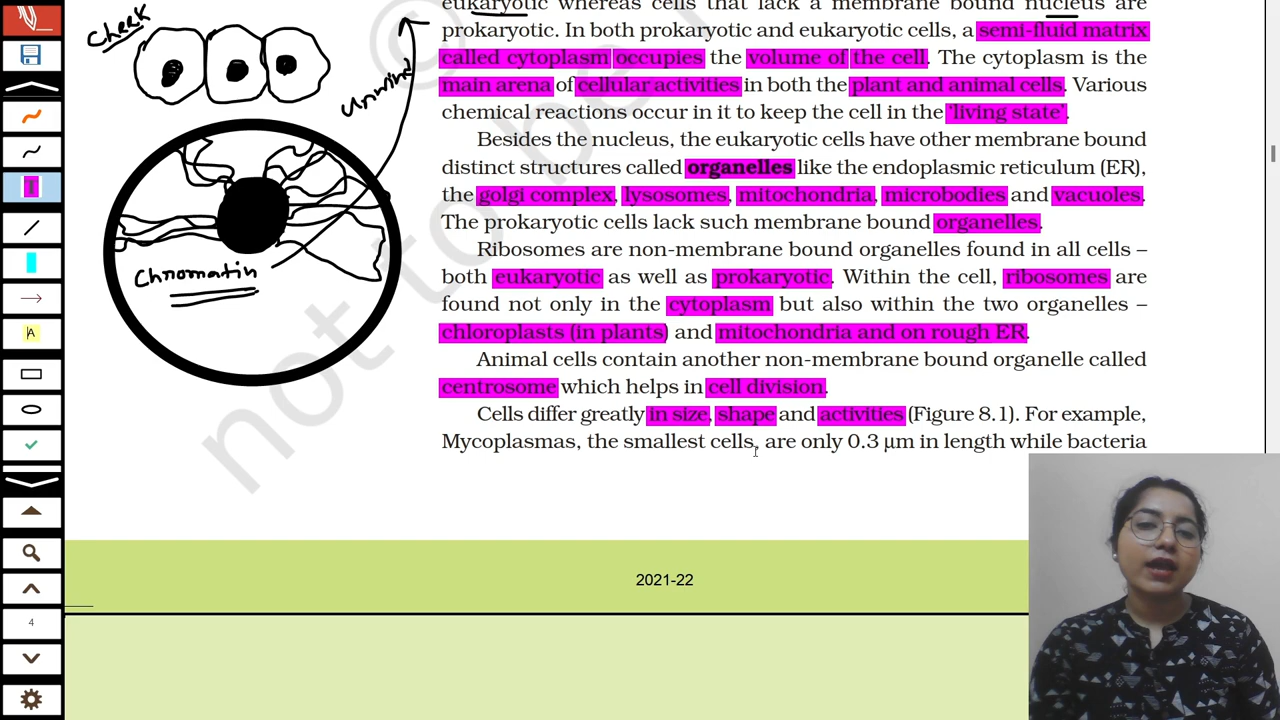 Cheek
Chromatin
eukaryotic whereas cells that lack a membrane bound nucleus are
prokaryotic. In both prokaryotic and eukaryotic cells, a semi-fluid matrix
called cytoplasm occupies the volume of the cell. The cytoplasm is the
main arena of cellular activities in both the plant and animal cells. Various
chemical reactions occur in it to keep the cell in the 'living state'.
Besides the nucleus, the eukaryotic cells have other membrane bound
distinct structures called organelles like the endoplasmic reticulum (ER),
the golgi complex, lysosomes, mitochondria, microbodies and vacuoles.
The prokaryotic cells lack such membrane bound organelles.
Ribosomes are non-membrane bound organelles found in all cells –
both eukaryotic as well as prokaryotic. Within the cell, ribosomes are
found not only in the cytoplasm but also within the two organelles –
chloroplasts (in plants) and mitochondria and on rough ER.
Animal cells contain another non-membrane bound organelle called
centrosome which helps in cell division.
Cells differ greatly in size, shape and activities (Figure 8.1). For example,
Mycoplasmas, the smallest cells, are only 0.3 µm in length while bacteria
not to be
©
2021-22
T
A
4